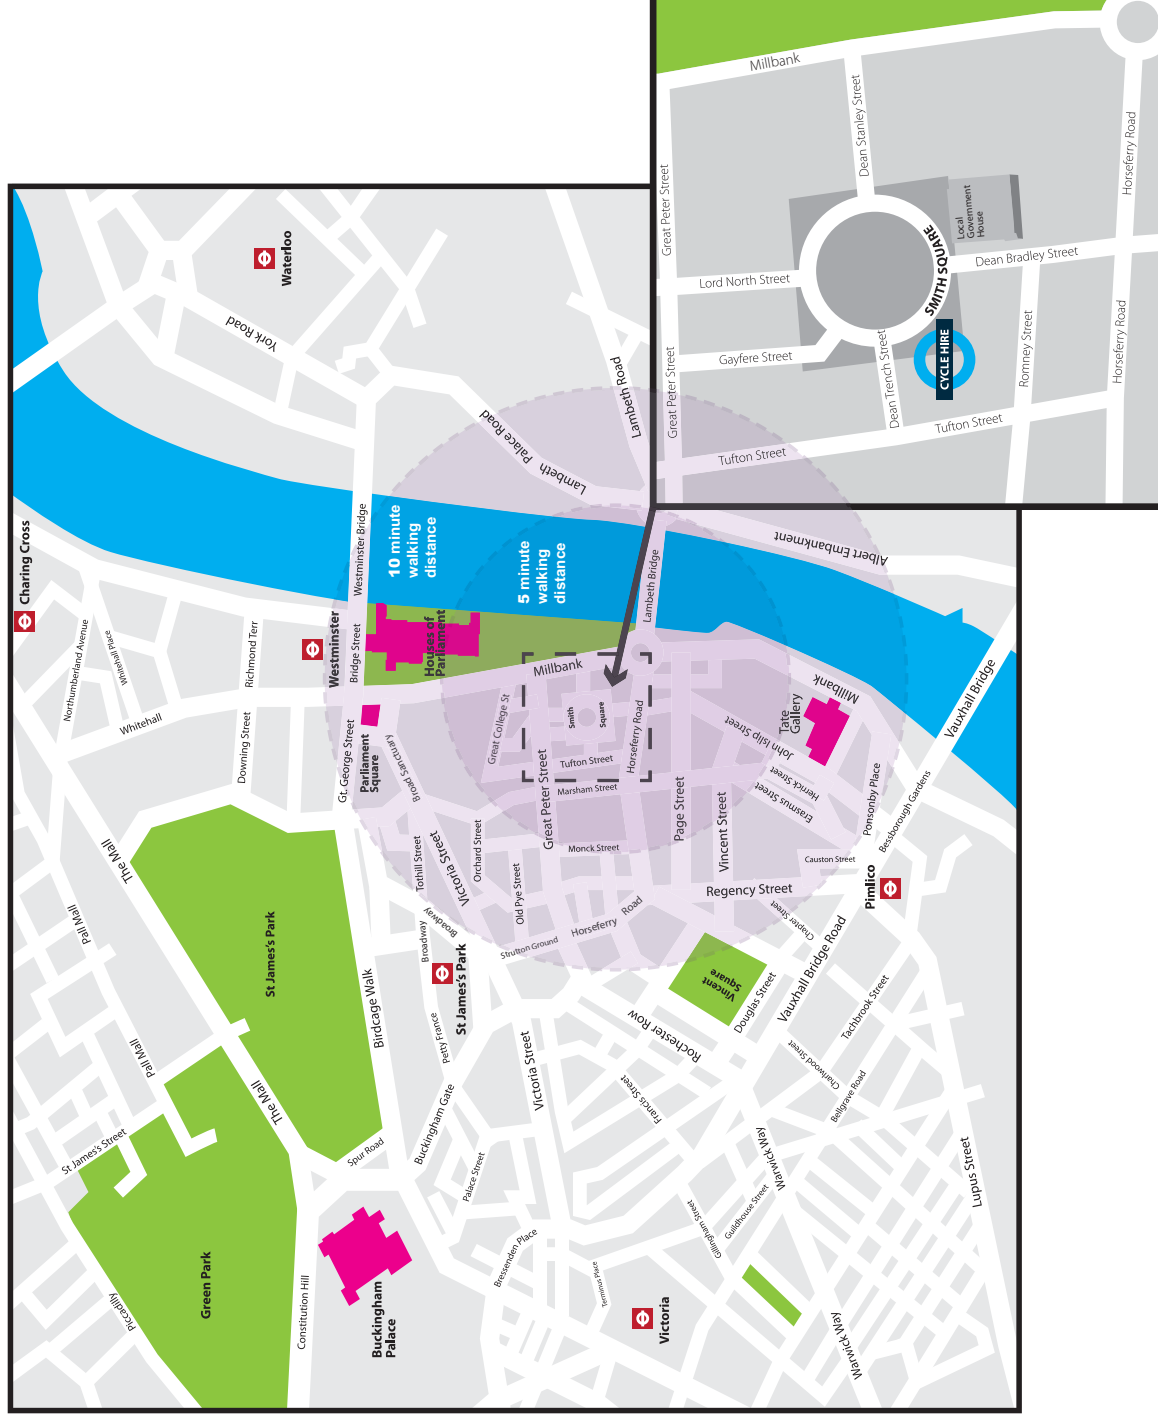 Millbank
Dean Stanley Street
Great Peter Street
Horseferry Road
Local
Government
House
SMITH SQUARE
Dean Bradley Street
Lord North Street
Gayfere Street
Great Peter Street
Dean Trench Street
CYCLE HIRE
Romney Street
Horseferry Road
Tufton Street
Tufton Street
Waterloo
York Road
Lambeth Road
Lambeth
Palace Road
Charing Cross
Westminster Bridge
10 minute
walking
distance
5 minute
walking
distance
Lambeth Bridge
Albert Embankment
Northumberland Avenue
Whitehall Place
Richmond Terr
Westminster
Bridge Street
Houses of
Parliament
Millbank
Millbank
Vauxhall Bridge
Whitehall
Downing Street
Gt. George Street
Parliament
Square
Broad Sanctuary
Great College St
Smith
Square
Horseferry Road
Tufton Street
Marsham Street
John Islip Street
Tate
Gallery
Herrick Street
Erasmus Street
Ponsonby Place
Bessborough Gardens
The Mall
Pall Mall
St James's Park
Tothill Street
Victoria Street
Orchard Street
Old Pye Street
Great Peter Street
Monck Street
Page Street
Vincent Street
Causton Street
Regency Street
Pimlico
Broadway
Broadway
St James's Park
Strutton Ground
Horseferry
Road
Chapter Street
Vauxhall Bridge Road
Vincent
Square
Douglas Street
Tachbrook Street
Pall Mall
The Mall
Birdcage Walk
Petty France
Victoria Street
Rochester Row
Francis Street
Charlwood Street
Bellgrave Road
St James's Street
Spur Road
Buckingham Gate
Palace Street
Warwick Way
Guildhouse Street
Gillingham Street
Lupus Street
Green Park
Piccadilly
Constitution Hill
Buckingham
Palace
Bressenden Place
Terminus Place
Victoria
Warwick Way